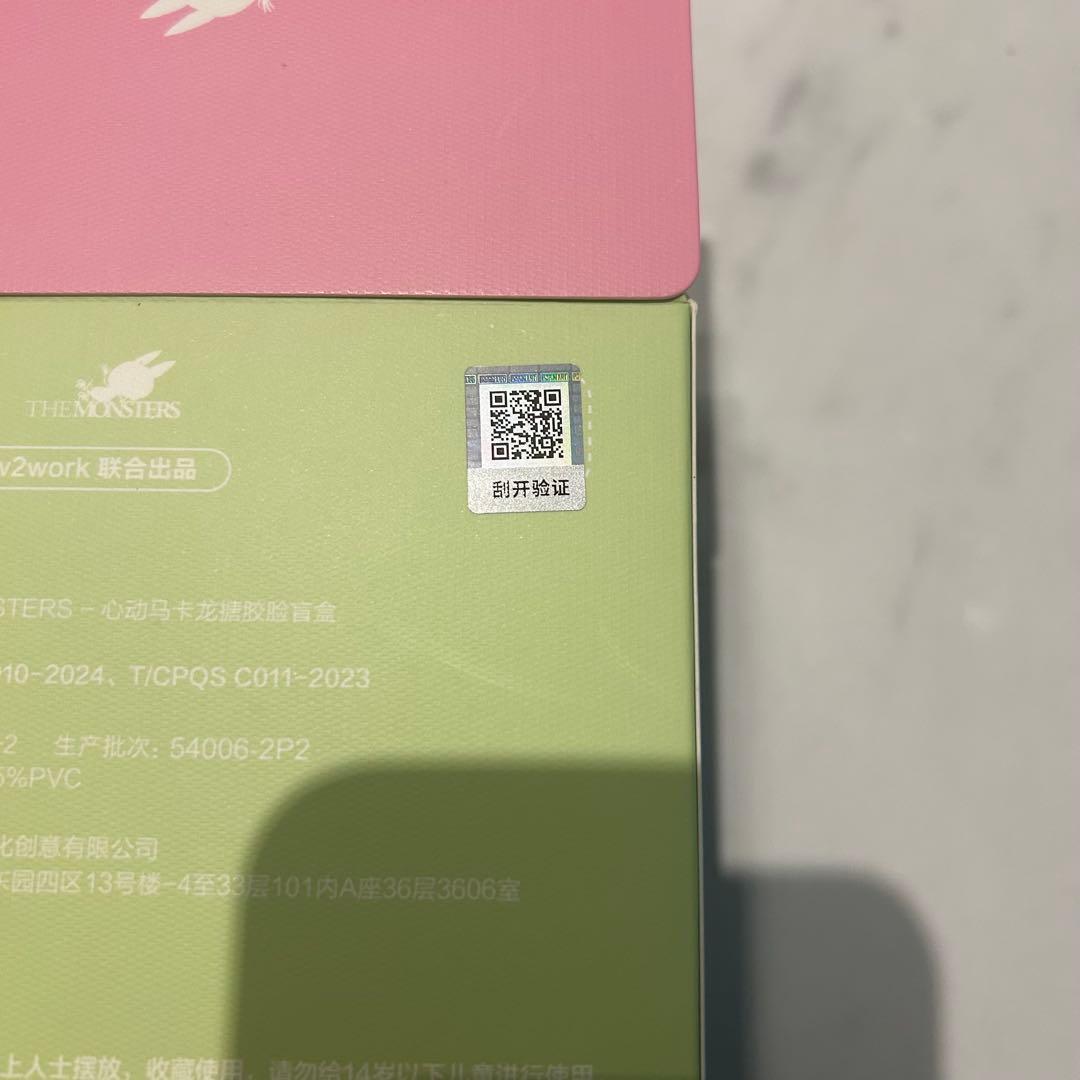 THE MONSTERS
w2work 联合出品
刮开验证
STERS - 心动马卡龙搪胶脸盲盒
10-2024、T/CPQS C011-2023
-2 生产批次：54006-2P2
5%PVC
化创意有限公司
园四区13号楼-4至33层101内A座36层3606室
上人士摆放，收藏使用，请勿给14岁以下儿童进行使用